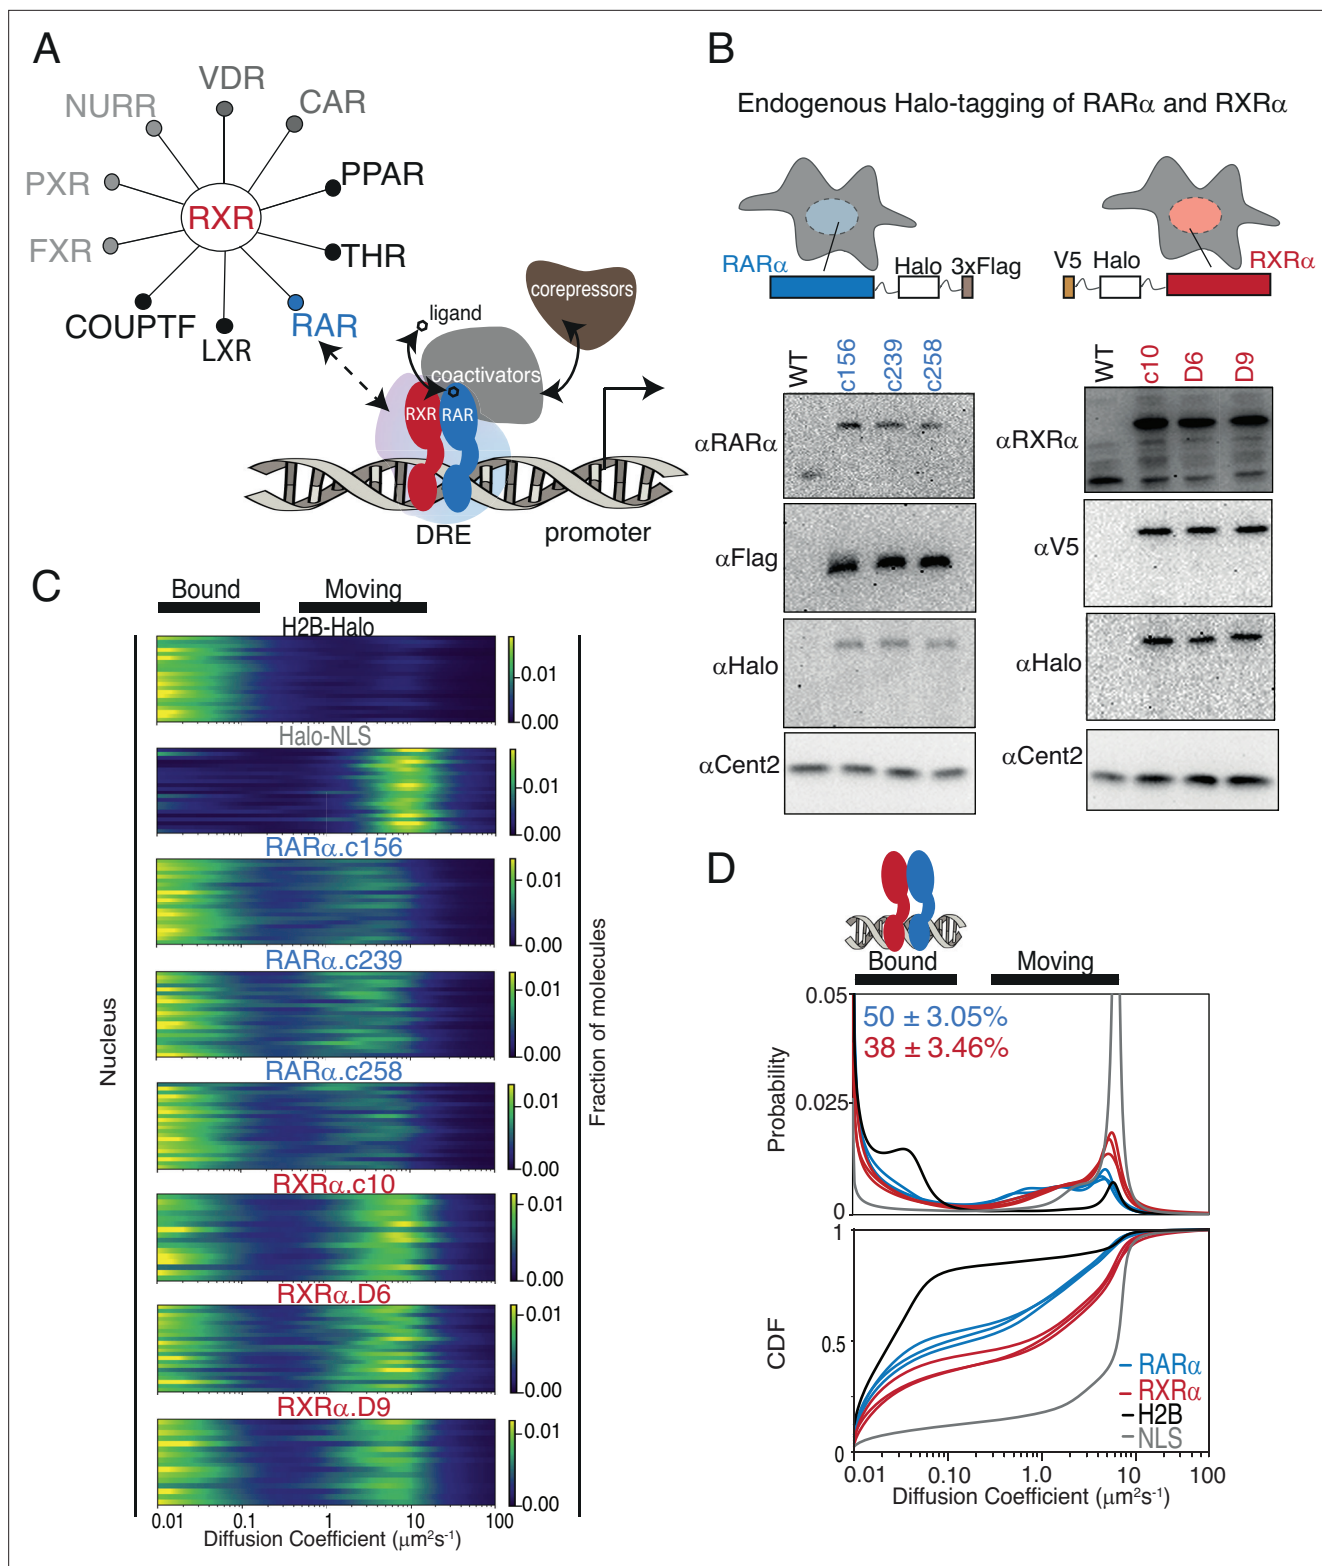 A
VDR
NURR
CAR
PXR
PPAR
RXR
FXR
THR
COUPTF
LXR
RAR
ligand
corepressors
coactivators
RXR
RAR
DRE
promoter
B
Endogenous Halo-tagging of RARα and RXRα
RARα
Halo
3xFlag
V5
Halo
RXRα
WT
c156
c239
c258
αRARα
αFlag
αHalo
αCent2
WT
c10
D6
D9
αRXRα
αV5
αHalo
αCent2
C
Bound
Moving
H2B-Halo
0.01
0.00
Halo-NLS
0.01
0.00
RARα.c156
0.01
0.00
RARα.c239
0.01
0.00
RARα.c258
0.01
0.00
RXRα.c10
0.01
0.00
RXRα.D6
0.01
0.00
RXRα.D9
0.01
0.00
Nucleus
Fraction of molecules
0.01 0.1 1 10 100
Diffusion Coefficient (μm²s⁻¹)
D
Bound
Moving
0.05
50 ± 3.05%
38 ± 3.46%
0.025
0
Probability
1
0.5
0
CDF
RARα
RXRα
H2B
NLS
0.01 0.10 1.0 10 100
Diffusion Coefficient (μm²s⁻¹)